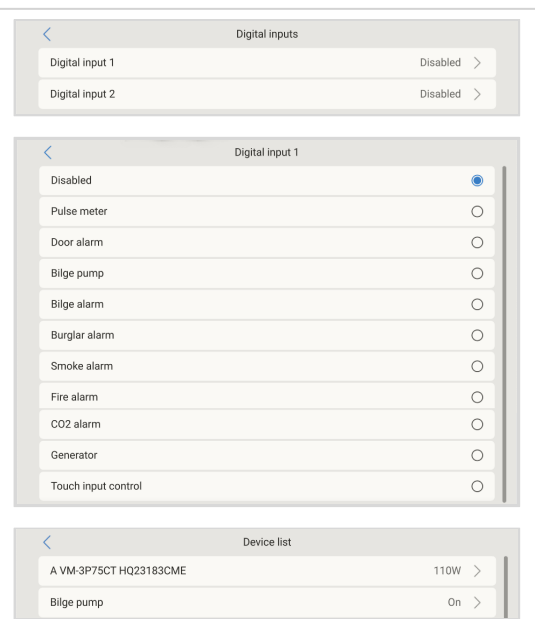 Digital inputs
Digital input 1 Disabled
Digital input 2 Disabled
Digital input 1
Disabled
Pulse meter
Door alarm
Bilge pump
Bilge alarm
Burglar alarm
Smoke alarm
Fire alarm
CO2 alarm
Generator
Touch input control
Device list
A VM-3P75CT HQ23183CME 110W
Bilge pump On